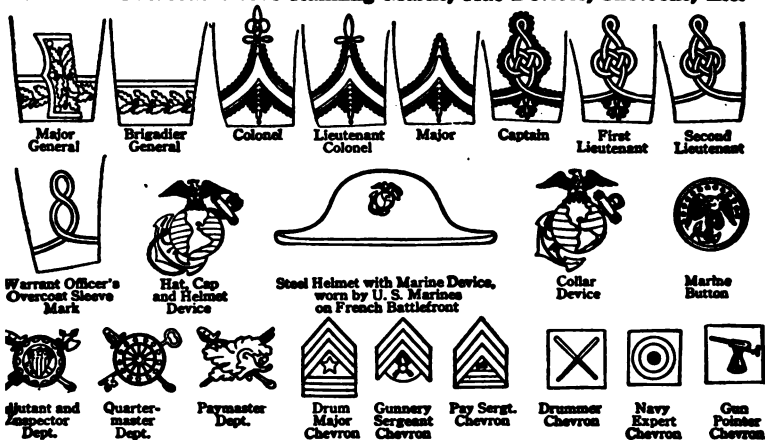 Major
General
Brigadier
General
Colonel
Lieutenant
Colonel
Major
Captain
First
Lieutenant
Second
Lieutenant
Warrant Officer's
Overcoat Sleeve
Mark
Hat, Cap
and Helmet
Device
Steel Helmet with Marine Device,
worn by U. S. Marines
on French Battlefront
Collar
Device
Marine
Button
Adjutant and
Inspector
Dept.
Quarter-
master
Dept.
Paymaster
Dept.
Drum
Major
Chevron
Gunnery
Sergeant
Chevron
Pay Sergt.
Chevron
Drummer
Chevron
Navy
Expert
Chevron
Gun
Pointer
Chevron